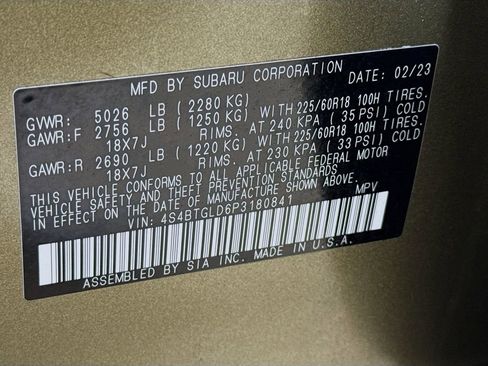 MFD BY SUBARU CORPORATION DATE: 02/23
GVWR: 5026 LB (2280 KG)
GAWR:F 2756 LB (1250 KG) WITH 225/60R18 100H TIRES,
18X7J RIMS, AT 240 KPA (35 PSI) COLD
GAWR:R 2690 LB (1220 KG) WITH 225/60R18 100H TIRES,
18X7J RIMS, AT 230 KPA (33 PSI) COLD
THIS VEHICLE CONFORMS TO ALL APPLICABLE FEDERAL MOTOR
VEHICLE SAFETY
IN EFFECT ON THE DATE OF MANUFACTURE SHOWN ABOVE.
VIN: 4S4BTGLD6P3180841 MPV
ASSEMBLED BY SIA INC. MADE IN U.S.A.